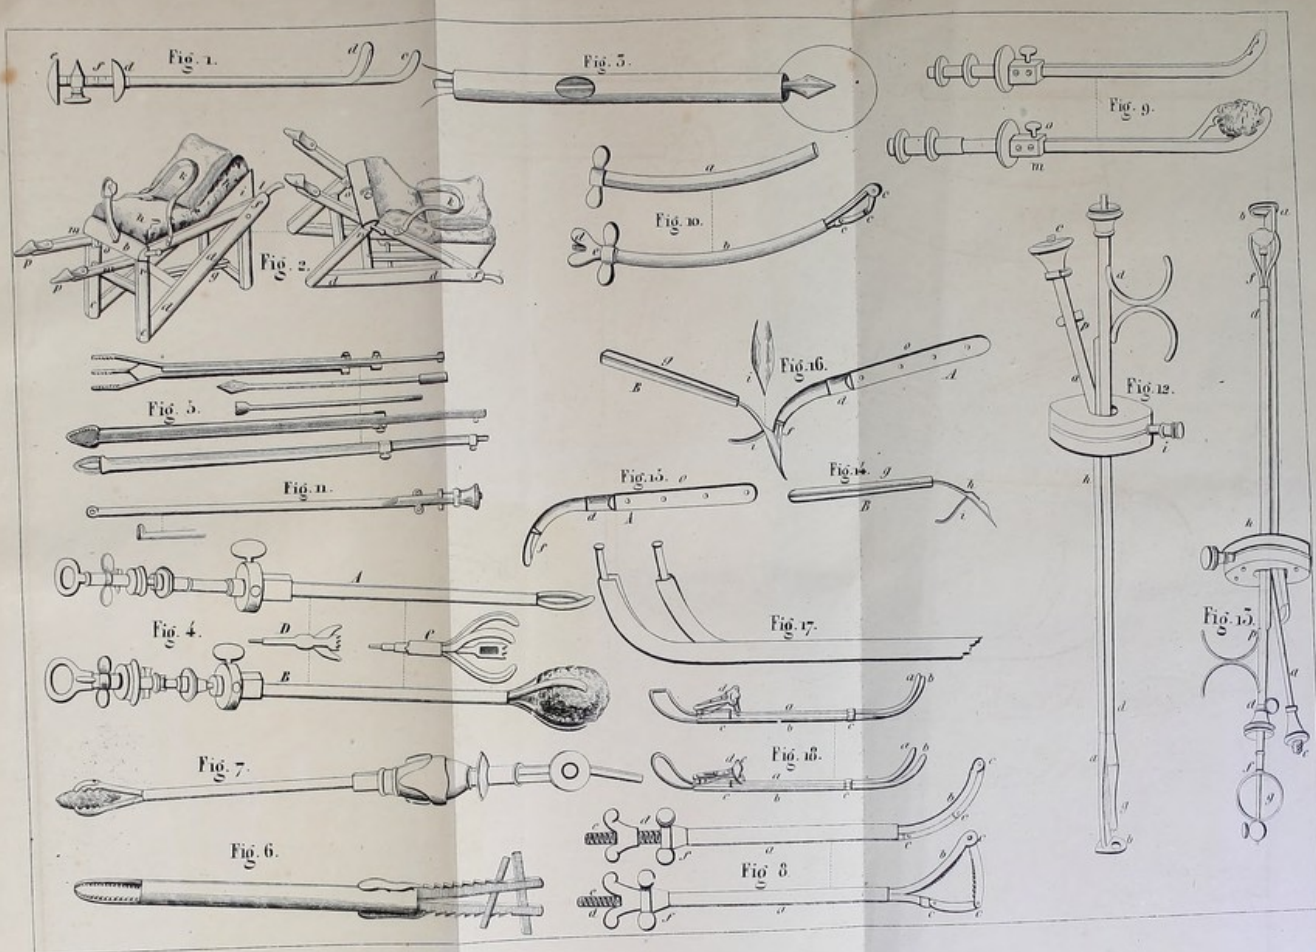 Fig. 1.
c
f
d
d
c
Fig. 3.
Fig. 9.
o
m
Fig. 2.
k
n
m
b
m
p
p
i
l
a
g
a
k
d
d
a
Fig. 10.
b
c
c
c
d
c
Fig. 5.
Fig. 11.
Fig. 16.
g
B
i
i
f
d
o
A
Fig. 15.
o
d
A
f
Fig. 14.
g
B
h
i
Fig. 12.
c
d
p
a
i
h
d
a
g
b
b
a
f
d
h
Fig. 13.
p
a
d
c
f
g
Fig. 4.
A
D
C
B
Fig. 17.
Fig. 18.
d
a
c
b
c
a
b
d
a
c
b
c
a
b
Fig. 7.
Fig. 6.
Fig. 8.
c
d
f
a
c
b
c
c
c
d
f
a
b
c
c
c